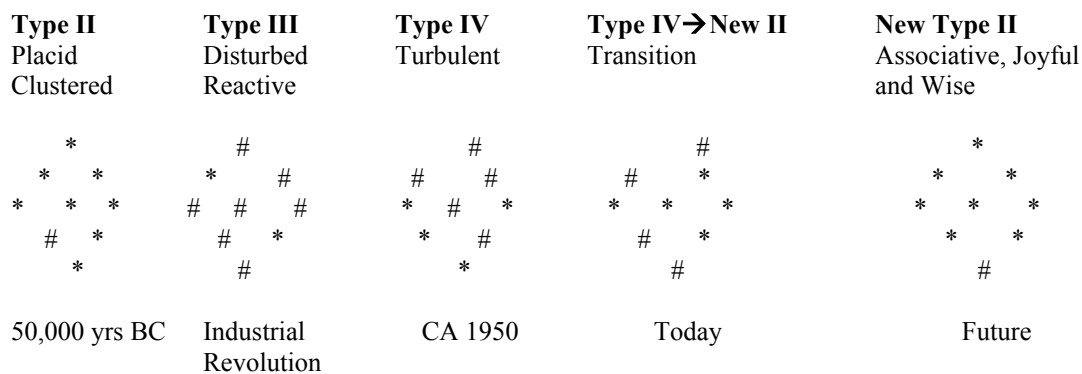 Type II Type III Type IV Type IV→New II New Type II
Placid Disturbed Turbulent Transition Associative, Joyful
Clustered Reactive and Wise
* # # # *
* * * # # # # * * *
* * * # # # * # * * * * * * *
# * # * * # # * * *
* # * # #
50,000 yrs BC Industrial CA 1950 Today Future
Revolution